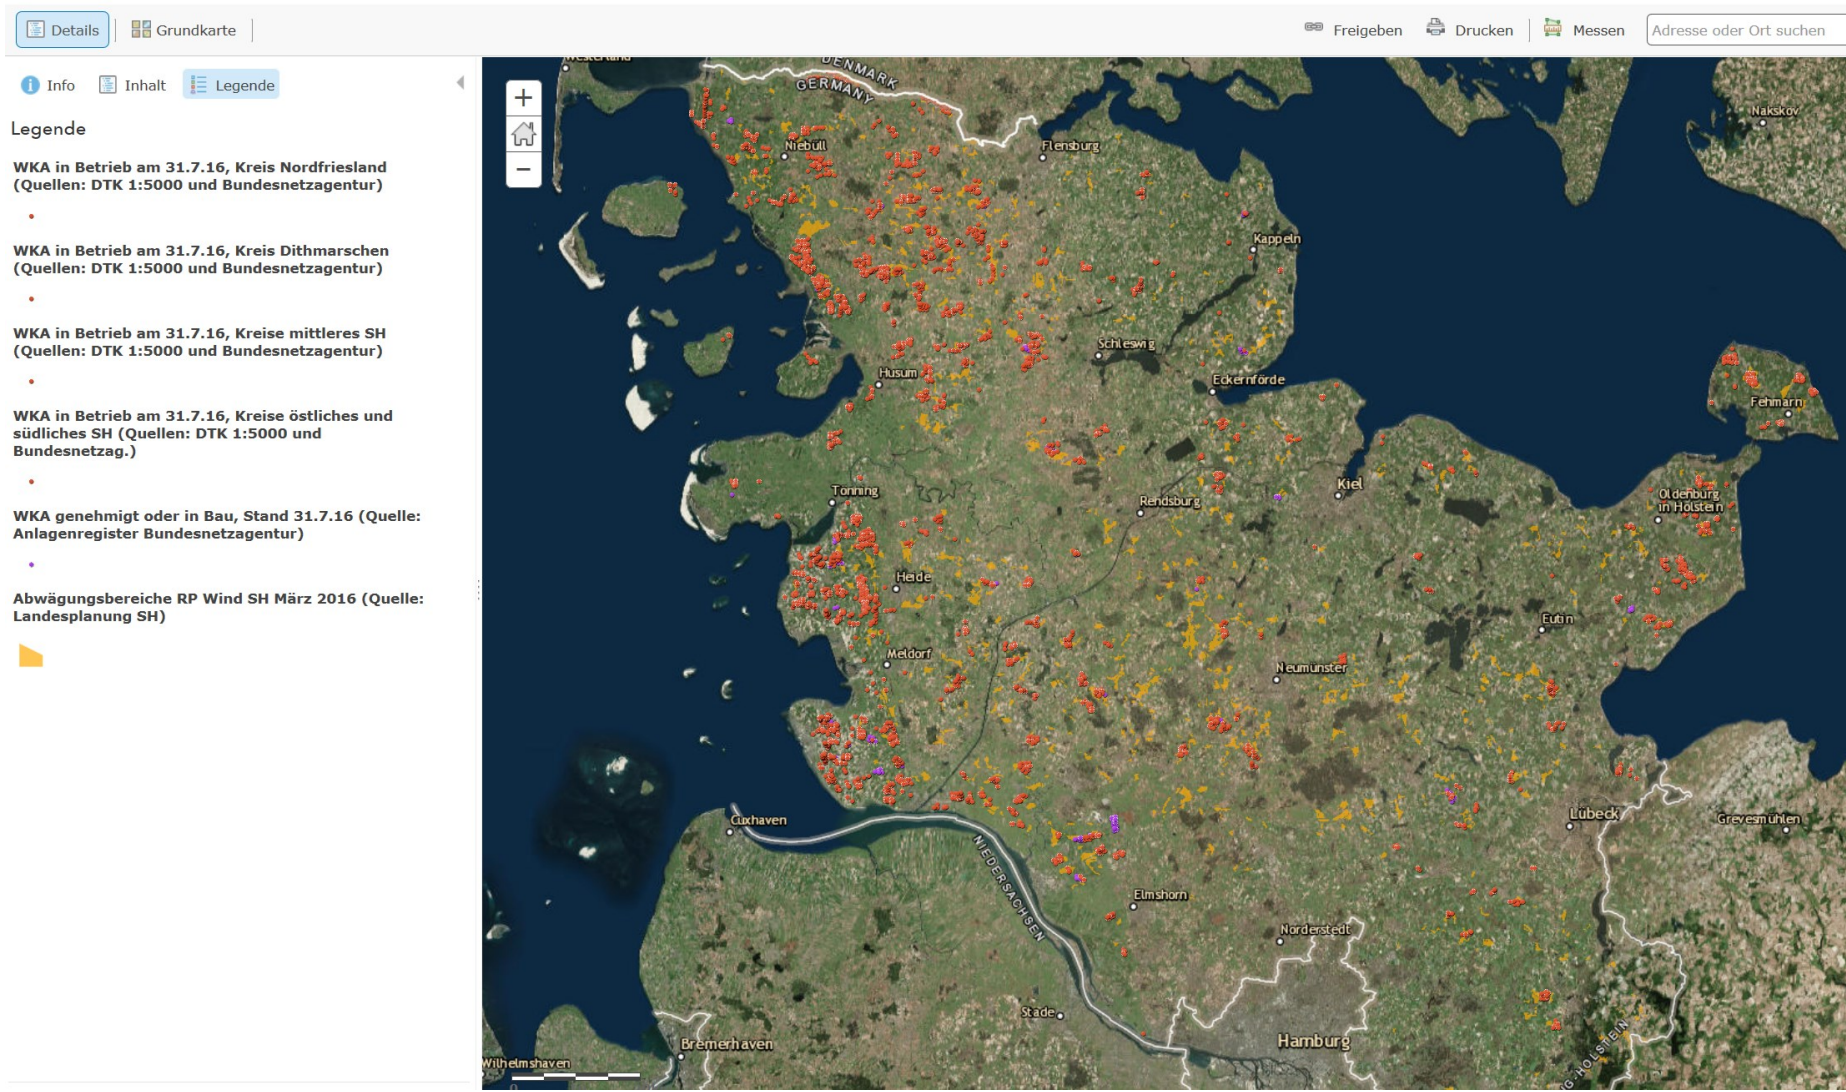 Details
Grundkarte
Freigeben
Drucken
Messen
Adresse oder Ort suchen
Info
Inhalt
Legende
Legende
WKA in Betrieb am 31.7.16, Kreis Nordfriesland
(Quellen: DTK 1:5000 und Bundesnetzagentur)
WKA in Betrieb am 31.7.16, Kreis Dithmarschen
(Quellen: DTK 1:5000 und Bundesnetzagentur)
WKA in Betrieb am 31.7.16, Kreise mittleres SH
(Quellen: DTK 1:5000 und Bundesnetzagentur)
WKA in Betrieb am 31.7.16, Kreise östliches und
südliches SH (Quellen: DTK 1:5000 und
Bundesnetzag.)
WKA genehmigt oder in Bau, Stand 31.7.16 (Quelle:
Anlagenregister Bundesnetzagentur)
Abwägungsbereiche RP Wind SH März 2016 (Quelle:
Landesplanung SH)
+
−
Westerland
DENMARK
GERMANY
Nakskov
Niebüll
Flensburg
Kappeln
Schleswig
Husum
Eckernförde
Fehmarn
Tönning
Rendsburg
Kiel
Oldenburg
in Holstein
Heide
Eutin
Meldorf
Neumünster
Cuxhaven
Lübeck
Grevesmühlen
NIEDERSACHSEN
Elmshorn
Norderstedt
Stade
Hamburg
Bremerhaven
Wilhelmshaven
G-HOLSTEIN
0